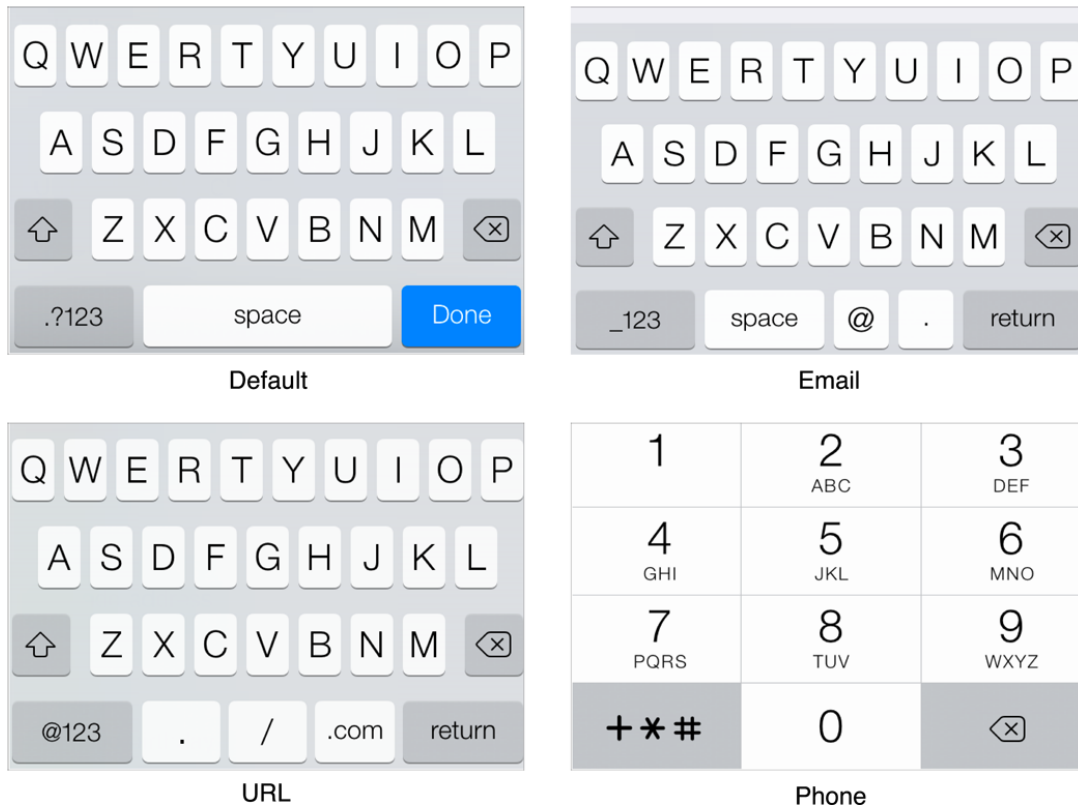 Q W E R T Y U I O P
A S D F G H J K L
Z X C V B N M
.?123 space Done
Default
Q W E R T Y U I O P
A S D F G H J K L
Z X C V B N M
_123 space @ . return
Email
Q W E R T Y U I O P
A S D F G H J K L
Z X C V B N M
@123 . / .com return
URL
1 2 3
ABC DEF
4 5 6
GHI JKL MNO
7 8 9
PQRS TUV WXYZ
+*# 0
Phone